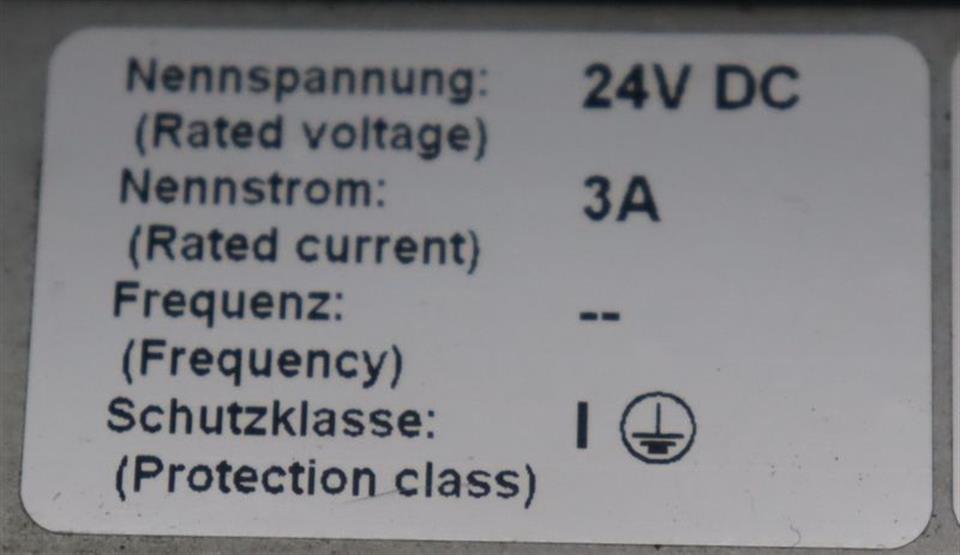 Nennspannung: 24V DC
(Rated voltage)
Nennstrom: 3A
(Rated current)
Frequenz: --
(Frequency)
Schutzklasse: I
(Protection class)